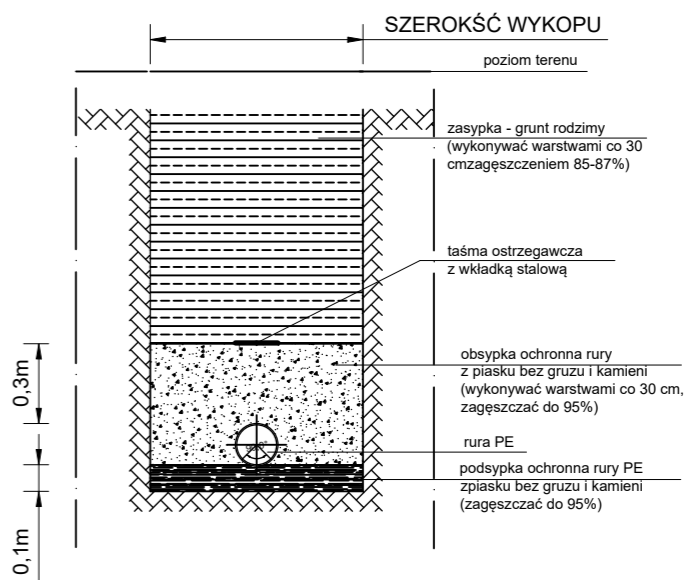 SZEROKŚĆ WYKOPU
poziom terenu
zasypka - grunt rodzimy
(wykonywać warstwami co 30
cmzagęszczeniem 85-87%)
taśma ostrzegawcza
z wkładką stalową
0,3m
obsypka ochronna rury
z piasku bez gruzu i kamieni
(wykonywać warstwami co 30 cm,
zagęszczać do 95%)
rura PE
podsypka ochronna rury PE
zpiasku bez gruzu i kamieni
(zagęszczać do 95%)
0,1m